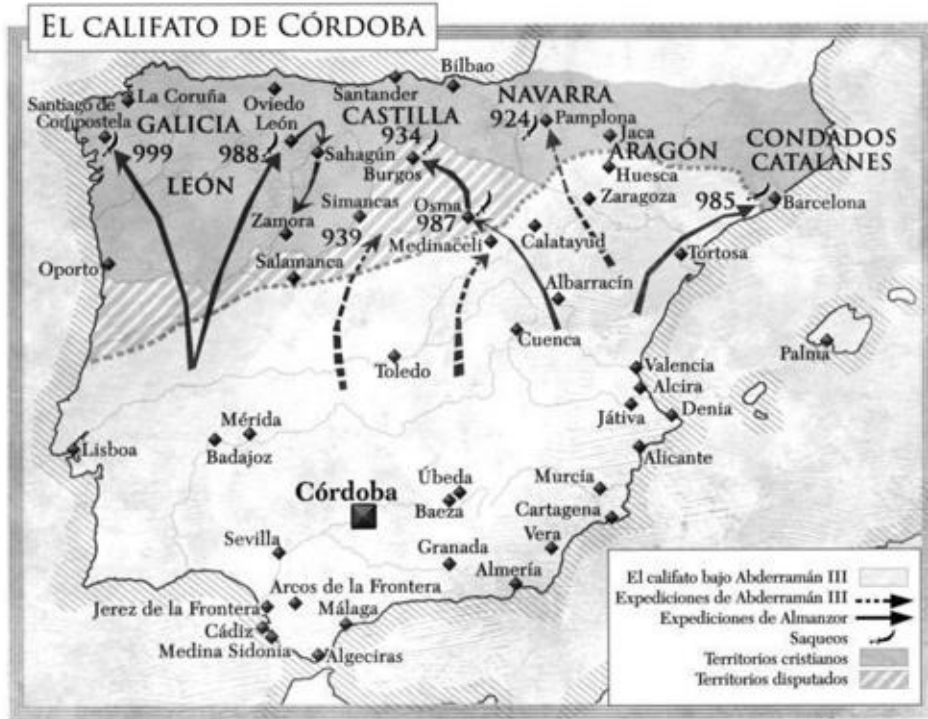 EL CALIFATO DE CÓRDOBA
Bilbao
La Coruña
Oviedo
Santander
NAVARRA
Santiago de
Compostela
GALICIA
León
CASTILLA
924
Pamplona
999
988
934
Jaca
CONDADOS
CATALANES
Sahagún
ARAGÓN
Burgos
Huesca
LEÓN
Simancas
Osma
Zaragoza
985
Barcelona
Zamora
939
987
Calatayud
Medinaceli
Tortosa
Oporto
Salamanca
Albarracín
Cuenca
Palma
Toledo
Valencia
Alcira
Játiva
Denia
Mérida
Lisboa
Badajoz
Alicante
Úbeda
Murcia
Córdoba
Baeza
Cartagena
Sevilla
Granada
Vera
Almería
Arcos de la Frontera
Jerez de la Frontera
Málaga
Cádiz
Medina Sidonia
Algeciras
El califato bajo Abderramán III
Expediciones de Abderramán III
Expediciones de Almanzor
Saqueos
Territorios cristianos
Territorios disputados